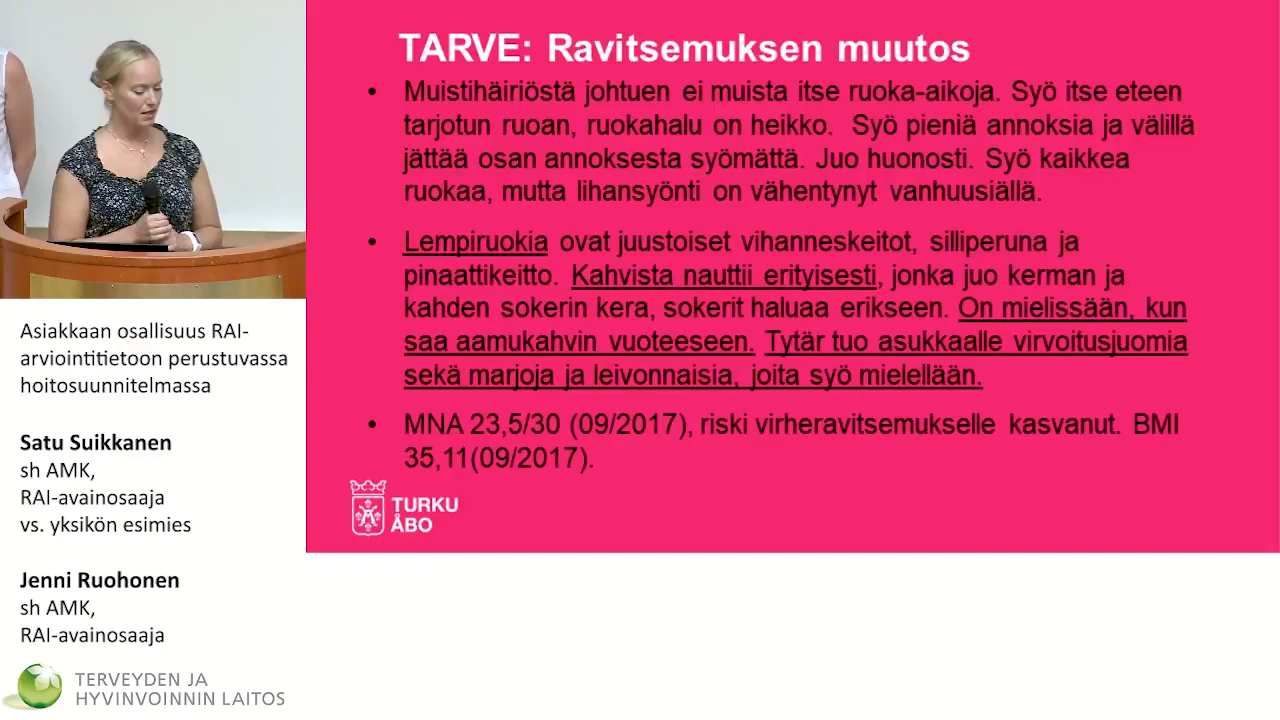 TARVE: Ravitsemuksen muutos
• Muistihäiriöstä johtuen ei muista itse ruoka-aikoja. Syö itse eteen
tarjotun ruoan, ruokahalu on heikko. Syö pieniä annoksia ja välillä
jättää osan annoksesta syömättä. Juo huonosti. Syö kaikkea
ruokaa, mutta lihansyönti on vähentynyt vanhuusiällä.
• Lempiruokia ovat juustoiset vihanneskeitot, silliperuna ja
pinaattikeitto. Kahvista nauttii erityisesti, jonka juo kerman ja
kahden sokerin kera, sokerit haluaa erikseen. On mielissään, kun
saa aamukahvin vuoteeseen. Tytär tuo asukkaalle virvoitusjuomia
sekä marjoja ja leivonnaisia, joita syö mielellään.
• MNA 23,5/30 (09/2017), riski virheravitsemukselle kasvanut. BMI
35,11(09/2017).
TURKU
ÅBO
Asiakkaan osallisuus RAI-
arviointitietoon perustuvassa
hoitosuunnitelmassa
Satu Suikkanen
sh AMK,
RAI-avainosaaja
vs. yksikön esimies
Jenni Ruohonen
sh AMK,
RAI-avainosaaja
TERVEYDEN JA
HYVINVOINNIN LAITOS